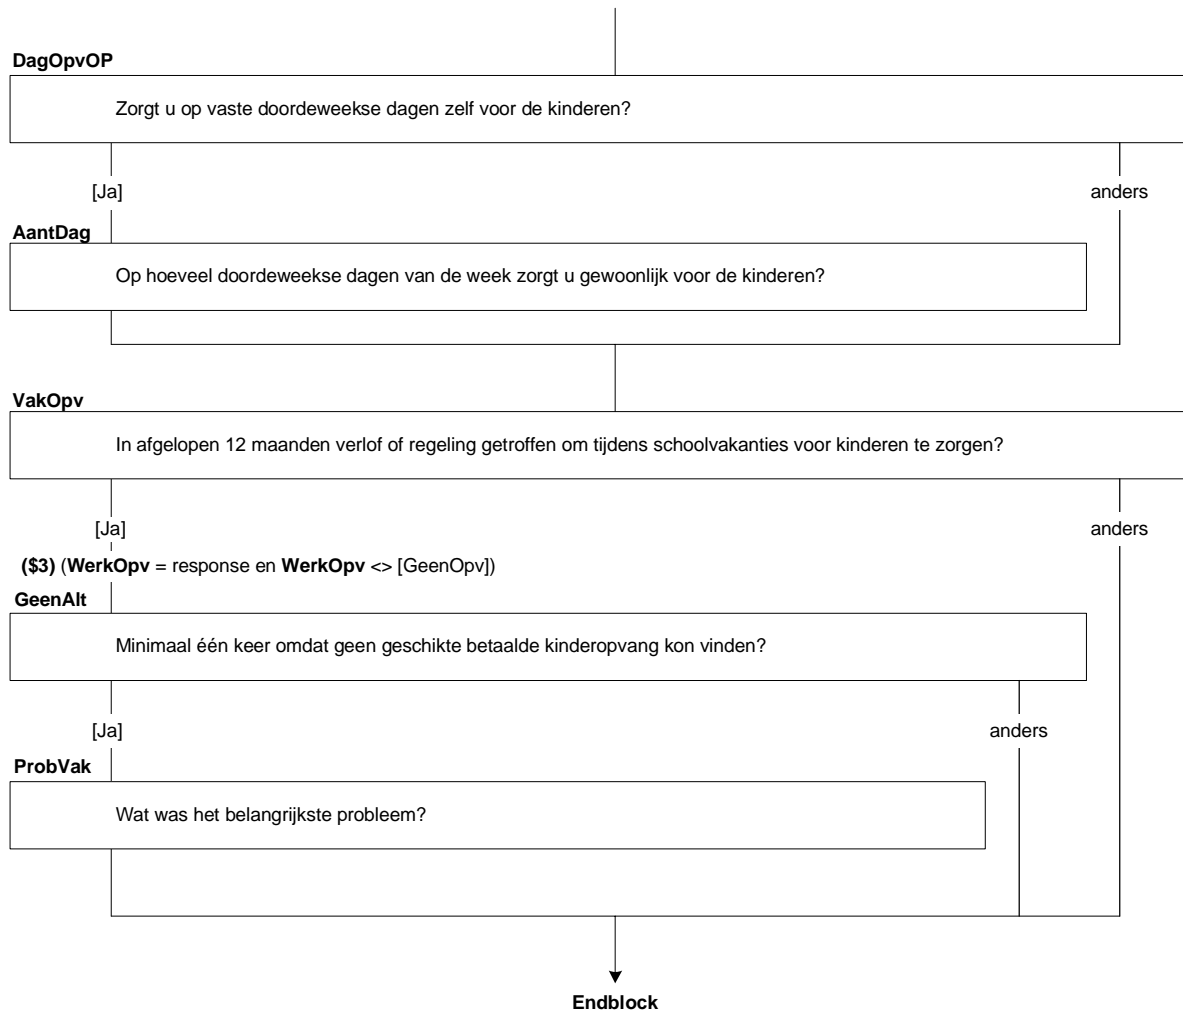 DagOpvOP
Zorgt u op vaste doordeweekse dagen zelf voor de kinderen?
[Ja]
anders
AantDag
Op hoeveel doordeweekse dagen van de week zorgt u gewoonlijk voor de kinderen?
VakOpv
In afgelopen 12 maanden verlof of regeling getroffen om tijdens schoolvakanties voor kinderen te zorgen?
[Ja]
anders
($3) (WerkOpv = response en WerkOpv <> [GeenOpv])
GeenAlt
Minimaal één keer omdat geen geschikte betaalde kinderopvang kon vinden?
[Ja]
anders
ProbVak
Wat was het belangrijkste probleem?
Endblock